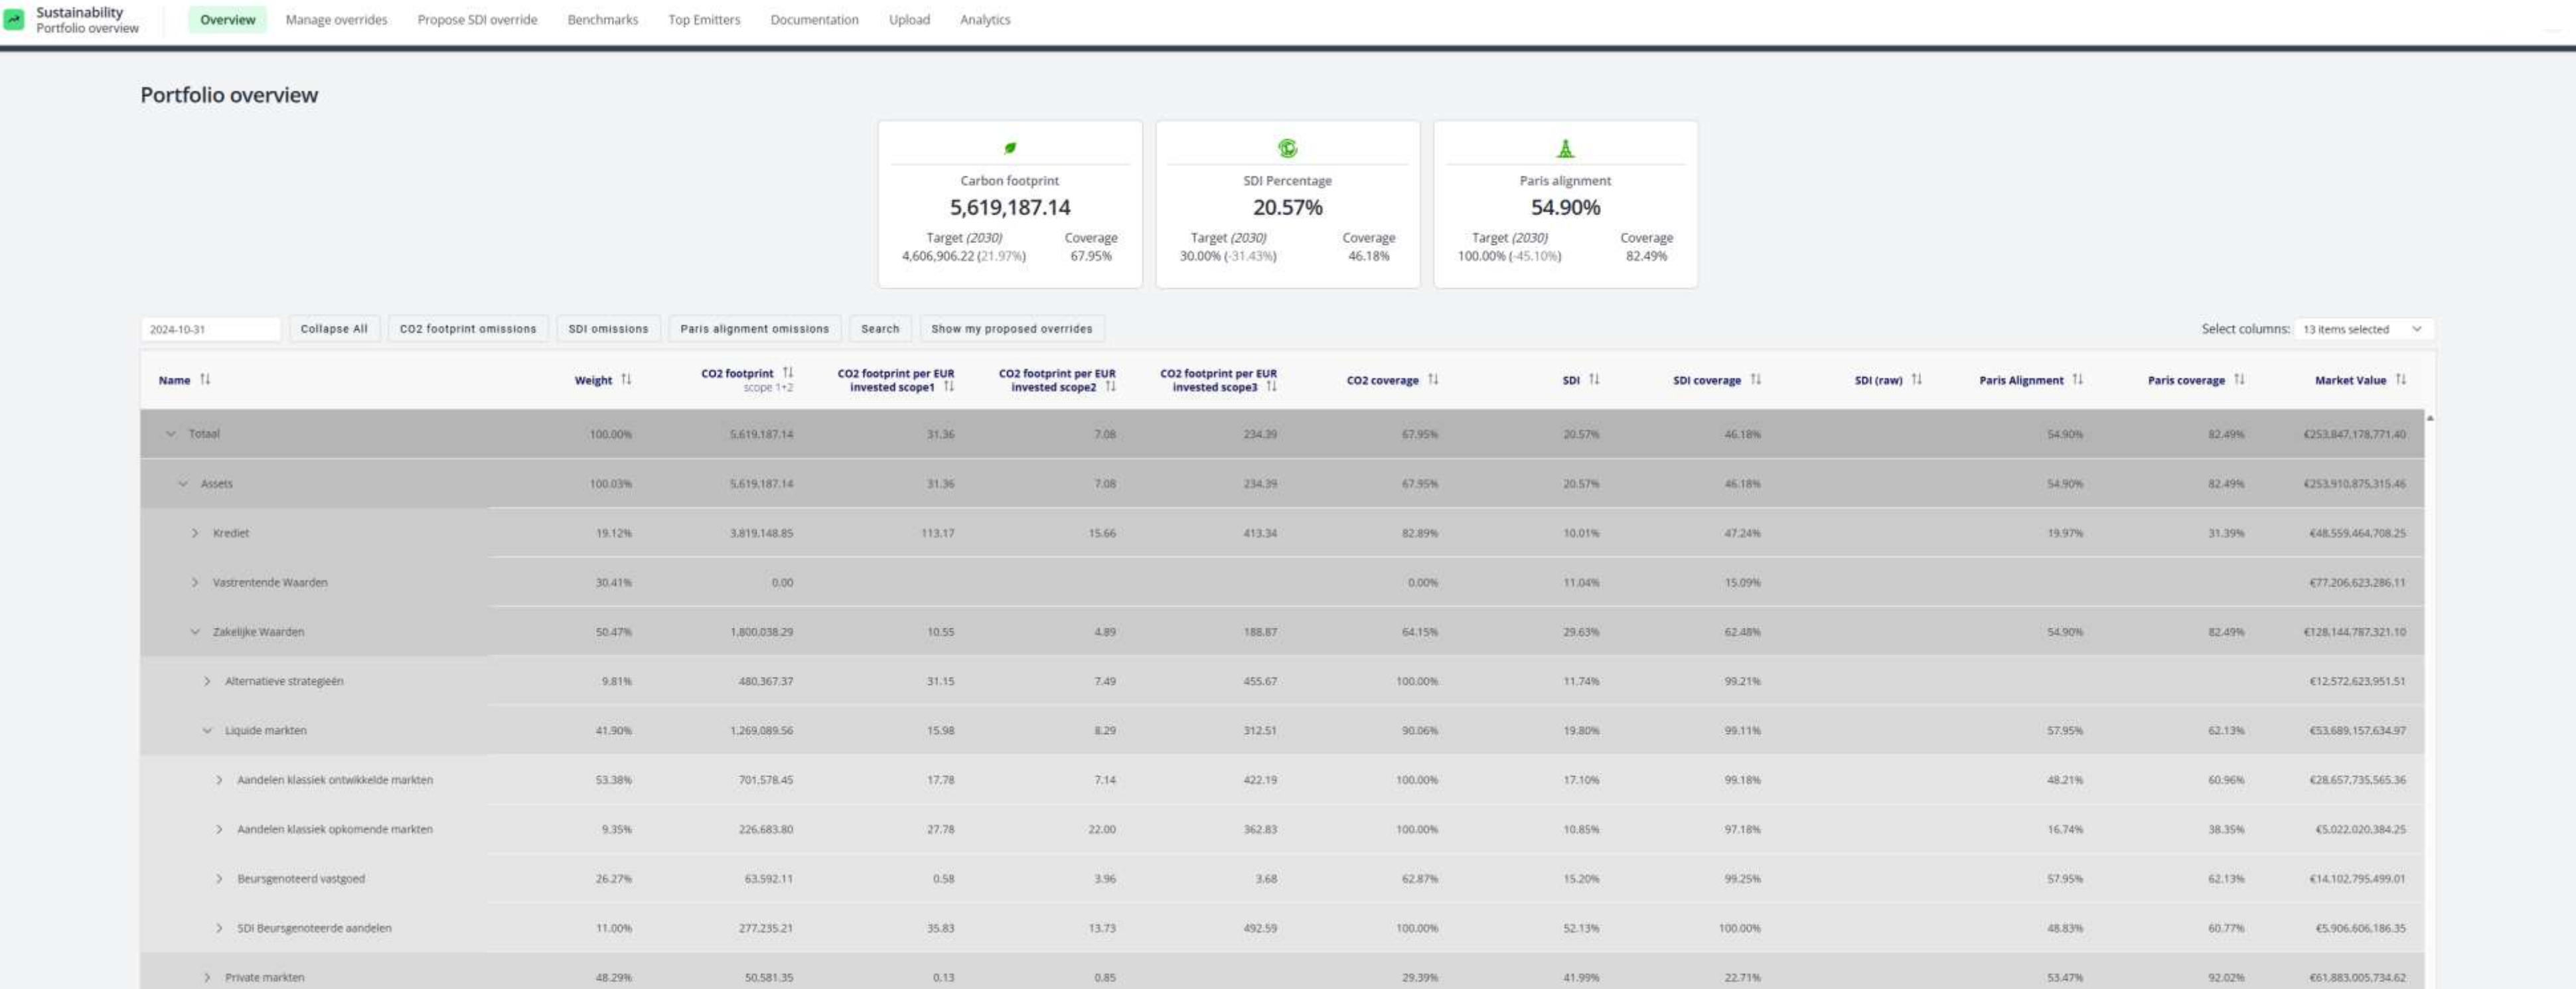 Sustainability
Portfolio overview
Overview Manage overrides Propose SDI override Benchmarks Top Emitters Documentation Upload Analytics
Portfolio overview
Carbon footprint SDI Percentage Paris alignment
5,619,187.14 20.57% 54.90%
Target (2030) Coverage Target (2030) Coverage Target (2030) Coverage
4,606,906.22 (21.97%) 67.95% 30.00% (-31.43%) 46.18% 100.00% (-45.10%) 82.49%
2024-10-31 Collapse All CO2 footprint omissions SDI omissions Paris alignment omissions Search Show my proposed overrides Select columns: 13 items selected
Name Weight CO2 footprint scope 1+2 CO2 footprint per EUR invested scope1 CO2 footprint per EUR invested scope2 CO2 footprint per EUR invested scope3 CO2 coverage SDI SDI coverage SDI (raw) Paris Alignment Paris coverage Market Value
Totaal 100.00% 5,619,187.14 31.36 7.08 234.39 67.95% 20.57% 46.18% 54.90% 82.49% €253,847,178,771.40
Assets 100.03% 5,619,187.14 31.36 7.08 234.39 67.95% 20.57% 46.18% 54.90% 82.49% €253,910,875,315.46
Krediet 19.12% 3,819,148.85 113.17 15.66 413.34 82.89% 10.01% 47.24% 19.97% 31.39% €48,559,464,708.25
Vastrentende Waarden 30.41% 0.00 0.00% 11.04% 15.09% €77,206,623,286.11
Zakelijke Waarden 50.47% 1,800,038.29 10.55 4.89 188.87 64.15% 29.63% 62.48% 54.90% 82.49% €128,144,787,321.10
Alternatieve strategieën 9.81% 480,367.37 31.15 7.49 455.67 100.00% 11.74% 99.21% €12,572,623,951.51
Liquide markten 41.90% 1,269,089.56 15.98 8.29 312.51 90.06% 19.80% 99.11% 57.95% 62.13% €53,689,157,634.97
Aandelen klassiek ontwikkelde markten 53.38% 701,578.45 17.78 7.14 422.19 100.00% 17.10% 99.18% 48.21% 60.96% €28,657,735,565.36
Aandelen klassiek opkomende markten 9.35% 226,683.80 27.78 22.00 362.83 100.00% 10.85% 97.18% 16.74% 38.35% €5,022,020,384.25
Beursgenoteerd vastgoed 26.27% 63,592.11 0.58 3.96 3.68 62.87% 15.20% 99.25% 57.95% 62.13% €14,102,795,499.01
SDI Beursgenoteerde aandelen 11.00% 277,235.21 35.83 13.73 492.59 100.00% 52.13% 100.00% 48.83% 60.77% €5,906,606,186.35
Private markten 48.29% 50,581.35 0.13 0.85 29.39% 41.99% 22.71% 53.47% 92.02% €61,883,005,734.62